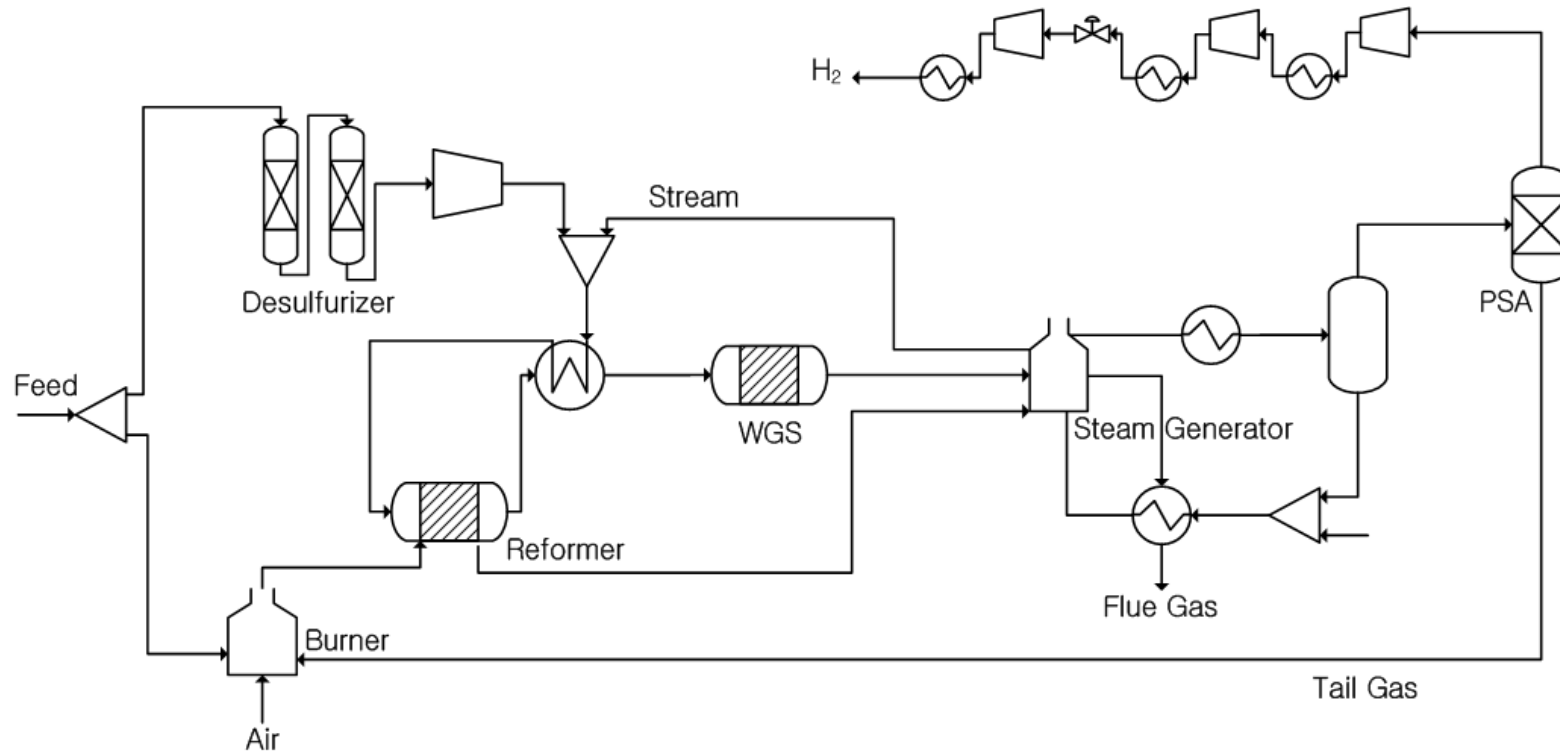 H₂
Stream
Desulfurizer
PSA
Feed
WGS
Steam Generator
Reformer
Flue Gas
Burner
Tail Gas
Air